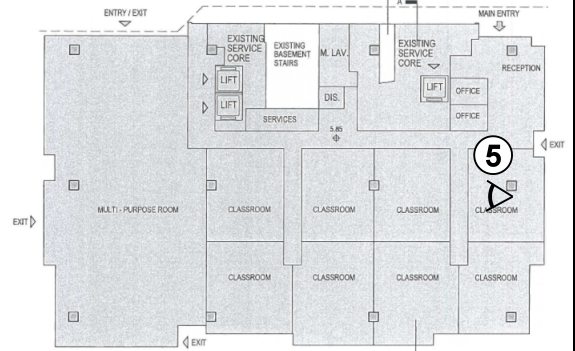 A
ENTRY / EXIT
MAIN ENTRY
EXISTING
SERVICE
CORE
EXISTING
BASEMENT
STAIRS
M. LAV.
EXISTING
SERVICE
CORE
RECEPTION
LIFT
LIFT
LIFT
OFFICE
OFFICE
DIS.
SERVICES
5.85
EXIT
5
MULTI - PURPOSE ROOM
CLASSROOM
CLASSROOM
CLASSROOM
CLASSROOM
EXIT
CLASSROOM
CLASSROOM
CLASSROOM
CLASSROOM
EXIT